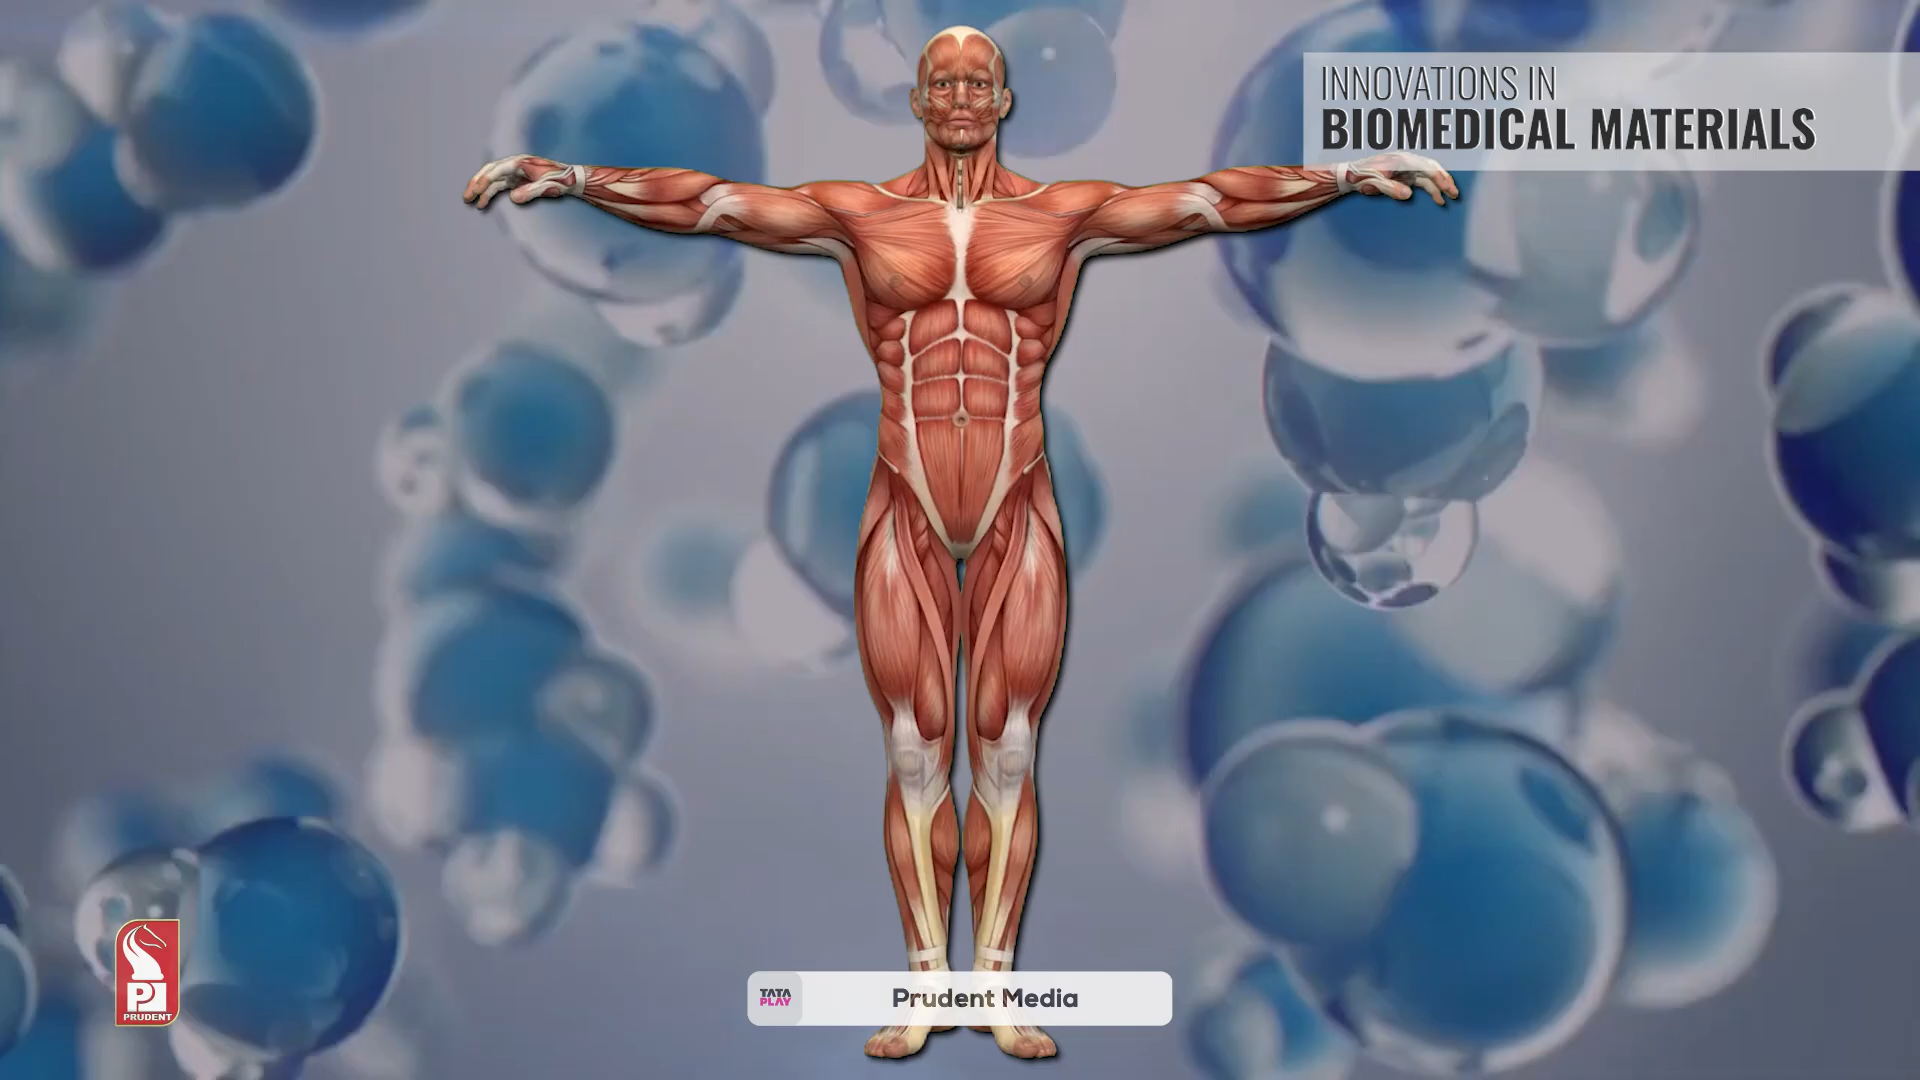 INNOVATIONS IN
BIOMEDICAL MATERIALS
P
PRUDENT
TATA
PLAY
Prudent Media